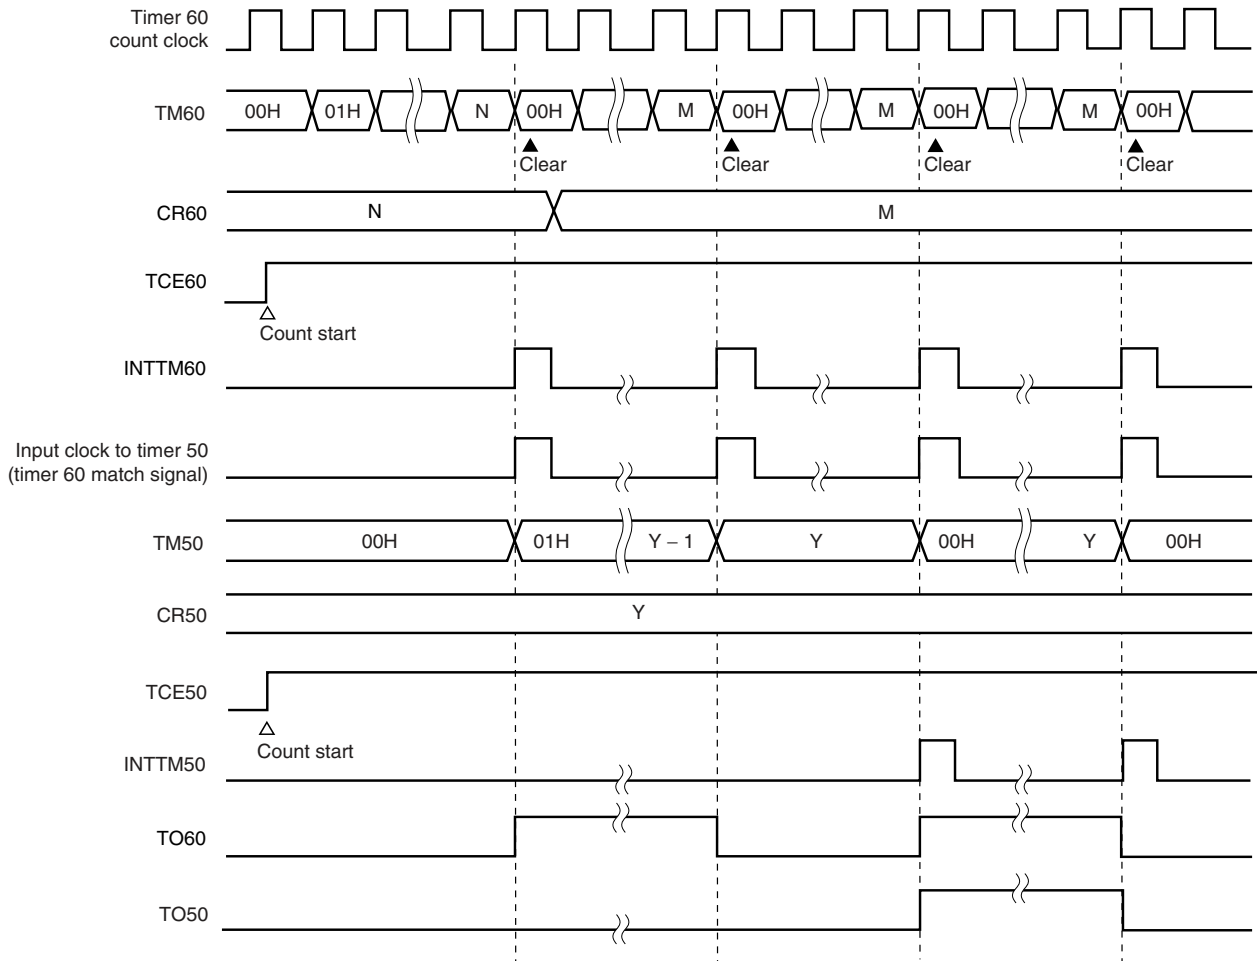 Timer 60
count clock
TM60
00H 01H N 00H M 00H M 00H M 00H
Clear Clear Clear Clear
CR60
N M
TCE60
Count start
INTTM60
Input clock to timer 50
(timer 60 match signal)
TM50
00H 01H Y – 1 Y 00H Y 00H
CR50
Y
TCE50
Count start
INTTM50
TO60
TO50